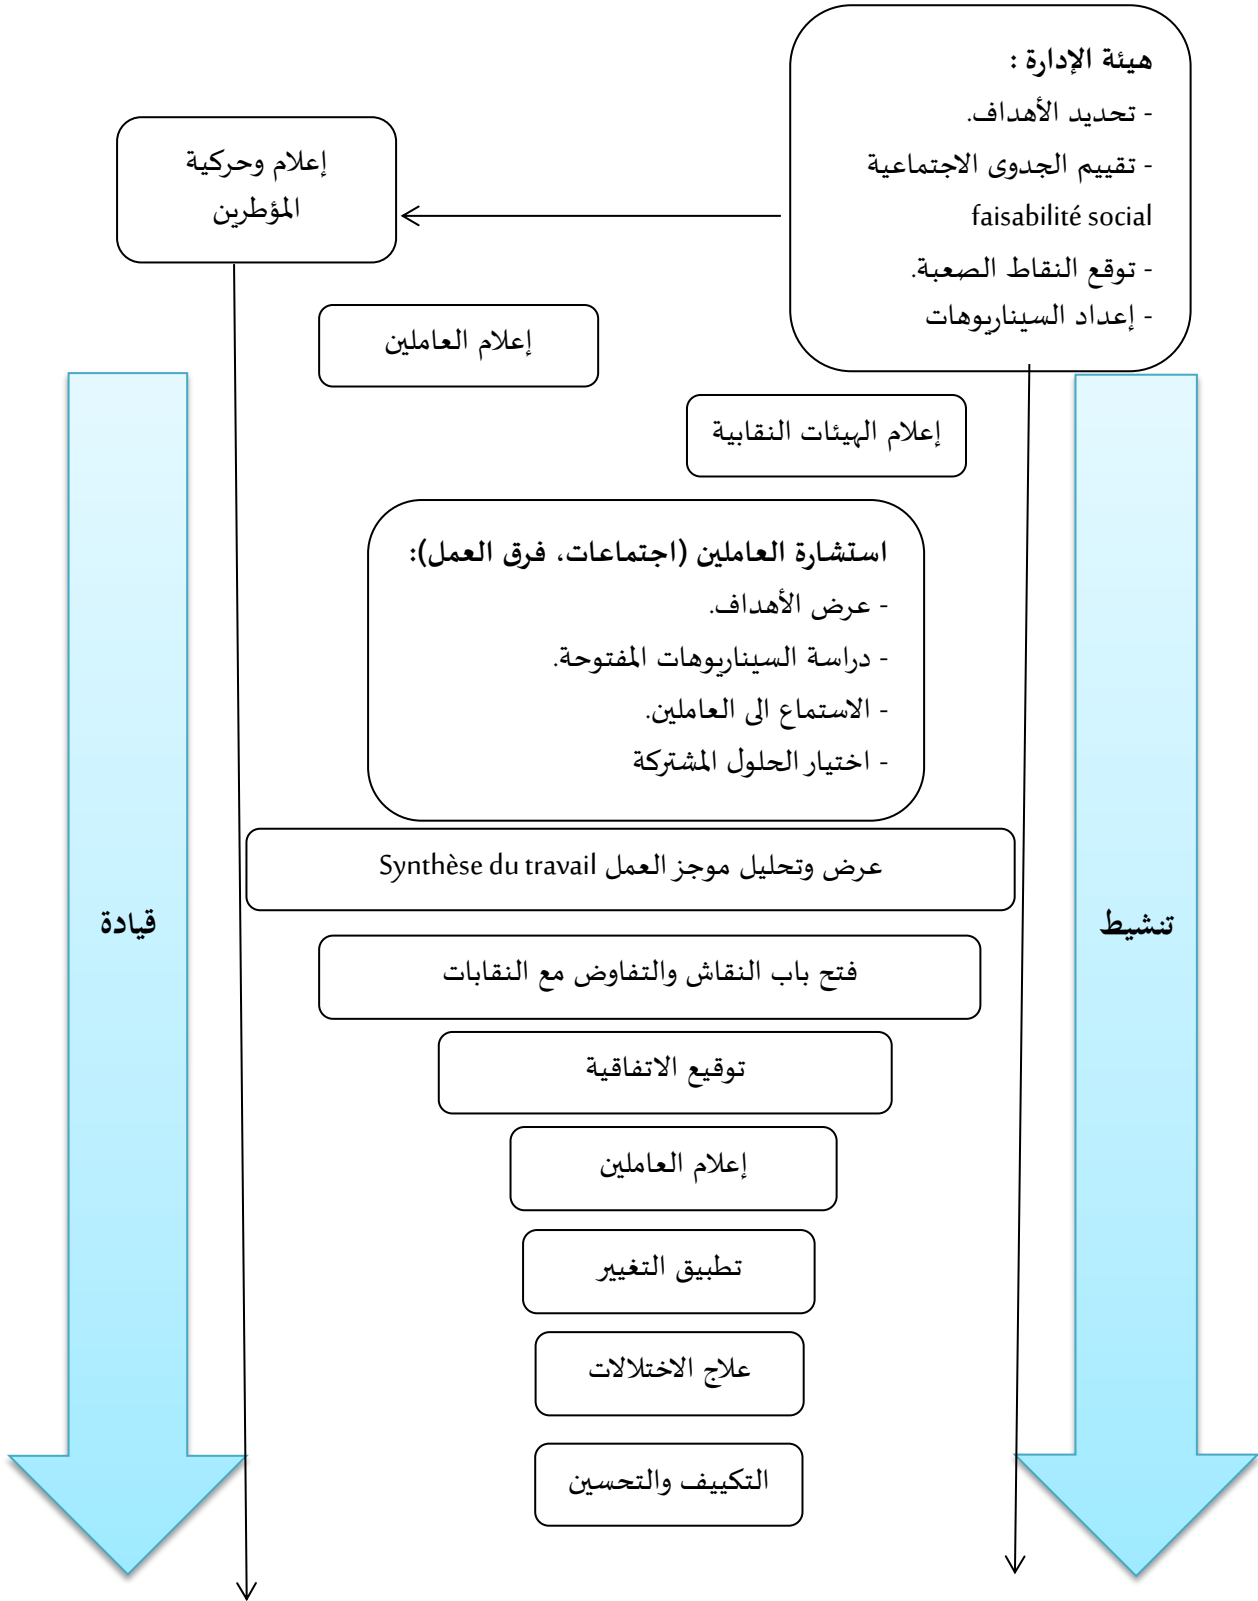 هيئة الإدارة :
- تحديد الأهداف.
- تقييم الجدوى الاجتماعية
faisabilité social
- توقع النقاط الصعبة.
- إعداد السيناريوهات
إعلام وحركية
المؤطرين
إعلام العاملين
إعلام الهيئات النقابية
استشارة العاملين (اجتماعات، فرق العمل):
- عرض الأهداف.
- دراسة السيناريوهات المفتوحة.
- الاستماع الى العاملين.
- اختيار الحلول المشتركة
عرض وتحليل موجز العمل Synthèse du travail
تنشيط
قيادة
فتح باب النقاش والتفاوض مع النقابات
توقيع الاتفاقية
إعلام العاملين
تطبيق التغيير
علاج الاختلالات
التكييف والتحسين